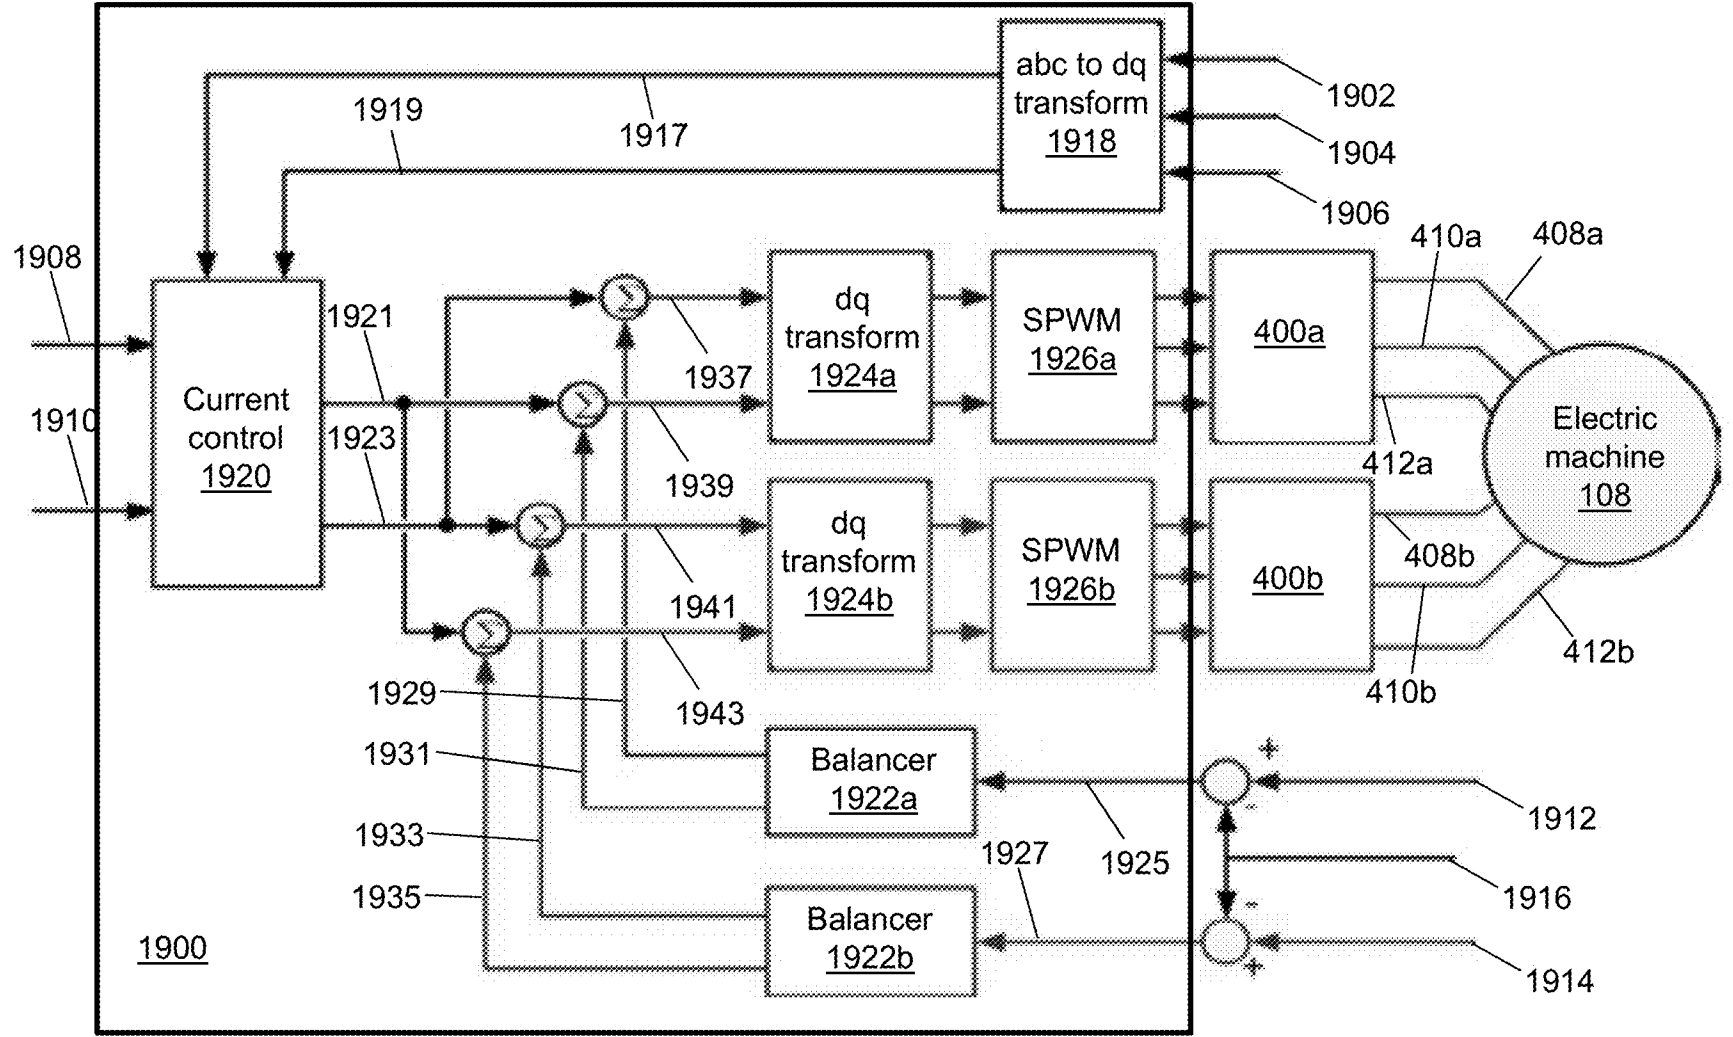 abc to dq
transform
1918
1902
1904
1906
1919
1917
1908
1910
1921
1923
Current
control
1920
1937
1939
1941
1943
dq
transform
1924a
SPWM
1926a
400a
410a
408a
412a
Electric
machine
108
dq
transform
1924b
SPWM
1926b
400b
408b
410b
412b
1929
1931
1933
1935
Balancer
1922a
1925
+
-
1912
1916
1927
Balancer
1922b
-
+
1914
1900
Σ
Σ
Σ
Σ